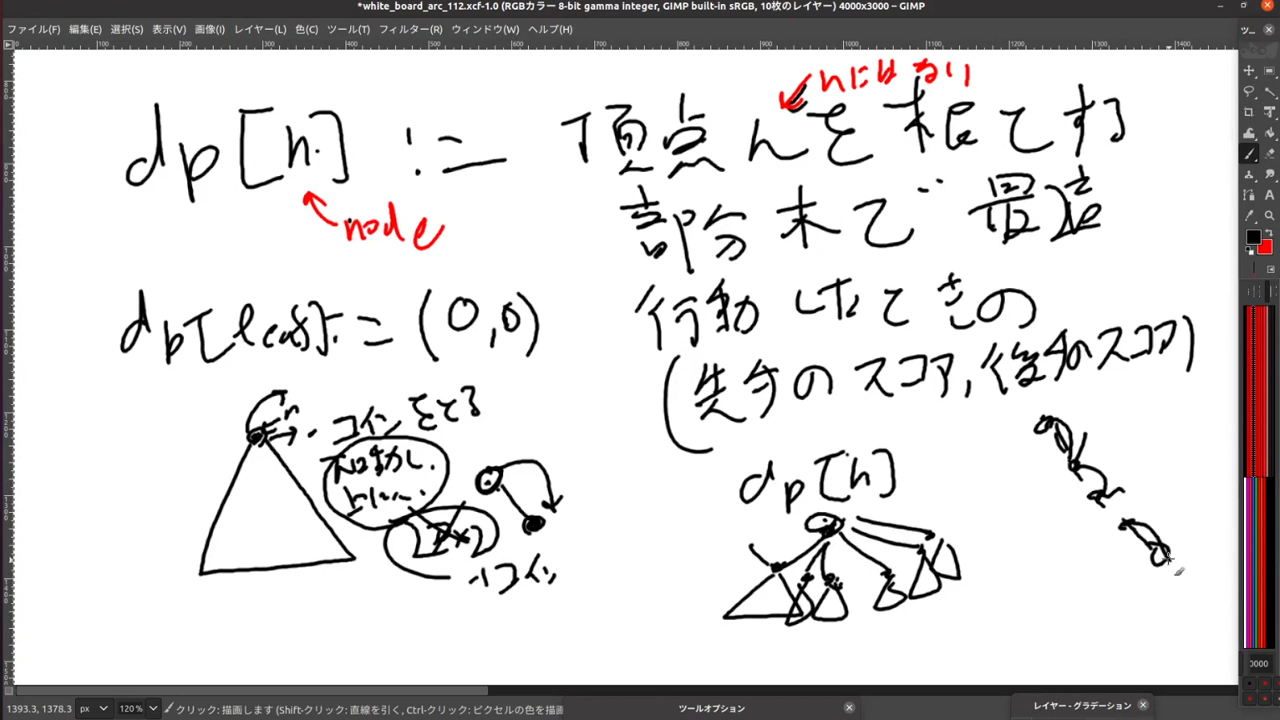 *white_board_arc_112.xcf-1.0 (RGBカラー 8-bit gamma integer, GIMP built-in sRGB, 10枚のレイヤー) 4000x3000 – GIMP
ファイル(F) 編集(E) 選択(S) 表示(V) 画像(I) レイヤー(L) 色(C) ツール(T) フィルター(R) ウィンドウ(W) ヘルプ(H)
ツー...
nにはない
dp[n] := 頂点nを根とする
node
部分木で最適
行動したときの
(先手のスコア, 後手のスコア)
dp[leaf] = (0,0)
コインをとる
dp[n]
コイン
0000
1393.3, 1378.3 px 120% クリック: 描画します (Shift-クリック: 直線を引く, Ctrl-クリック: ピクセルの色を描画
ツールオプション
レイヤー - グラデーション